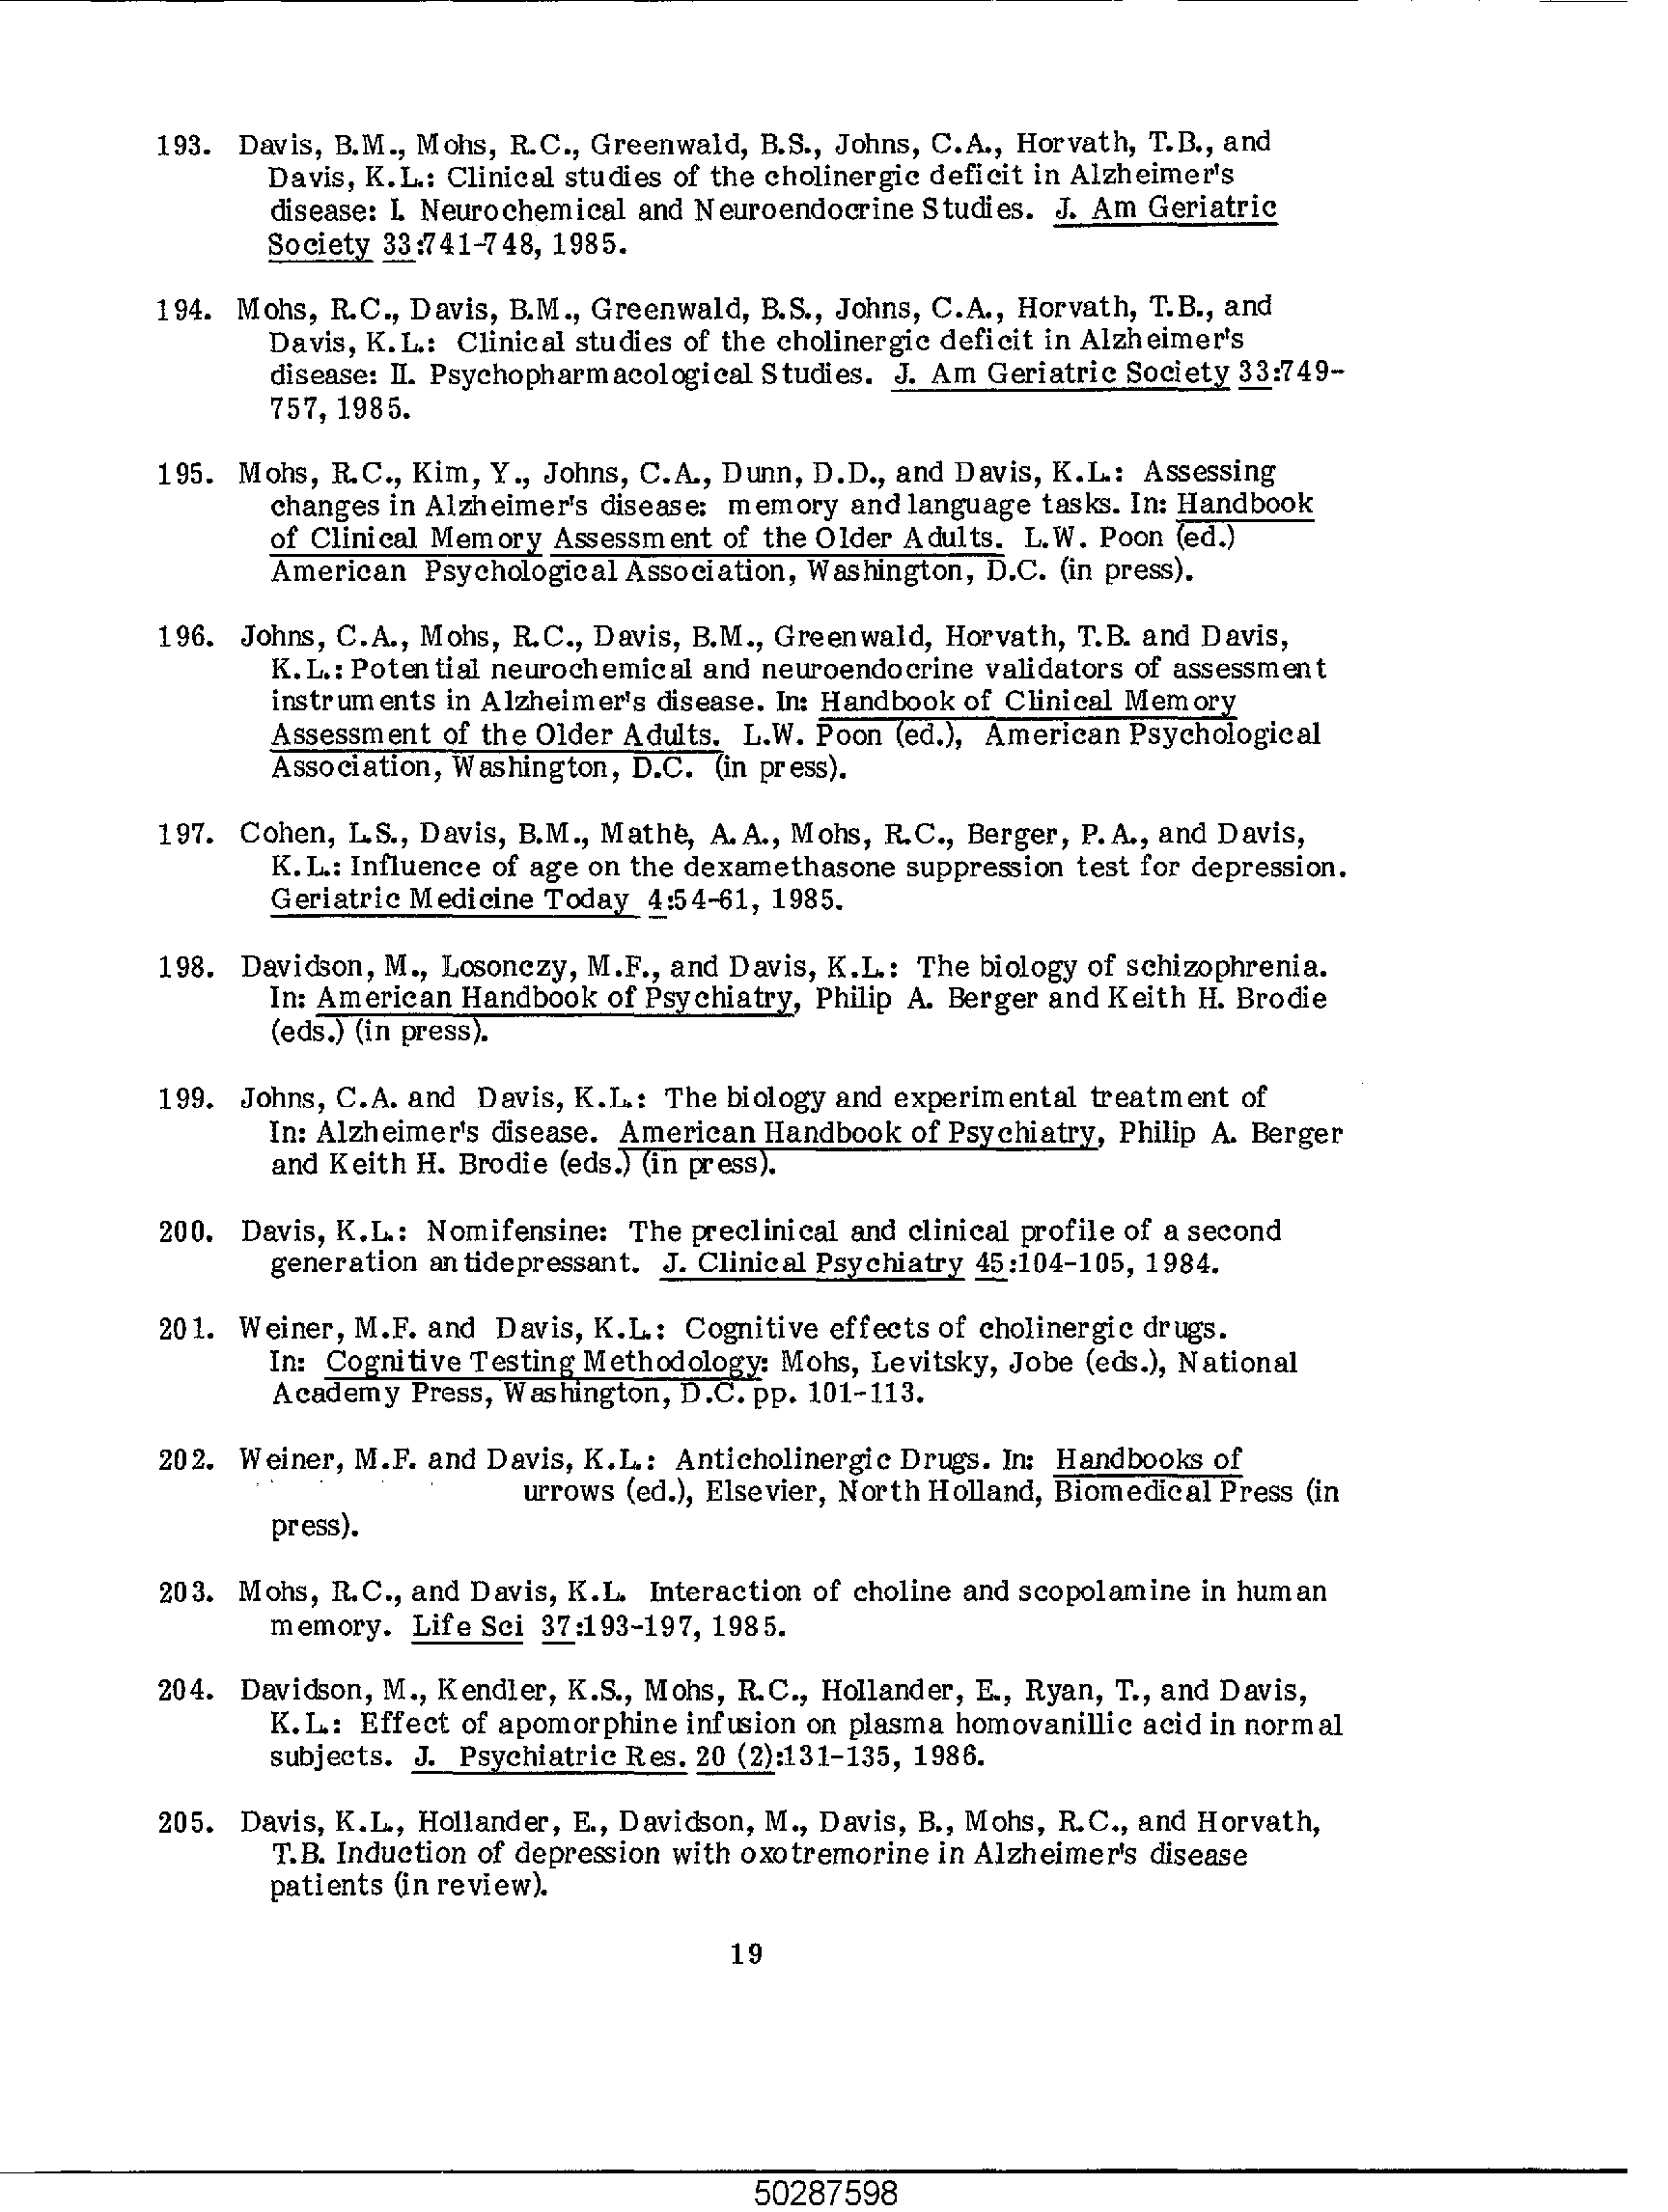 193. Davis, B.M., Mohs, R.C., Greenwald, B.S., Johns, C.A., Horvath, T.B., and
Davis, K.L.: Clinical studies of the cholinergic deficit in Alzheimer's
disease: I. Neurochemical and Neuroendocrine Studies. J. Am Geriatric
Society 33:741-748, 1985.
194. Mohs, R.C., Davis, B.M., Greenwald, B.S., Johns, C.A., Horvath, T.B., and
Davis, K.L.: Clinical studies of the cholinergic deficit in Alzheimer's
disease: II. Psychopharmacological Studies. J. Am Geriatric Society 33:749-
757, 1985.
195. Mohs, R.C., Kim, Y., Johns, C.A., Dunn, D.D., and Davis, K.L.: Assessing
changes in Alzheimer's disease: memory and language tasks. In: Handbook
of Clinical Memory Assessment of the Older Adults. L.W. Poon (ed.)
American Psychological Association, Washington, D.C. (in press).
196. Johns, C.A., Mohs, R.C., Davis, B.M., Greenwald, Horvath, T.B. and Davis,
K.L.: Potential neurochemical and neuroendocrine validators of assessment
instruments in Alzheimer's disease. In: Handbook of Clinical Memory
Assessment of the Older Adults. L.W. Poon (ed.), American Psychological
Association, Washington, D.C. (in press).
197. Cohen, L.S., Davis, B.M., Mathè, A.A., Mohs, R.C., Berger, P.A., and Davis,
K.L.: Influence of age on the dexamethasone suppression test for depression.
Geriatric Medicine Today 4:54-61, 1985.
198. Davidson, M., Losonczy, M.F., and Davis, K.L.: The biology of schizophrenia.
In: American Handbook of Psychiatry, Philip A. Berger and Keith H. Brodie
(eds.) (in press).
199. Johns, C.A. and Davis, K.L.: The biology and experimental treatment of
In: Alzheimer's disease. American Handbook of Psychiatry, Philip A. Berger
and Keith H. Brodie (eds.) (in press).
200. Davis, K.L.: Nomifensine: The preclinical and clinical profile of a second
generation antidepressant. J. Clinical Psychiatry 45:104-105, 1984.
201. Weiner, M.F. and Davis, K.L.: Cognitive effects of cholinergic drugs.
In: Cognitive Testing Methodology: Mohs, Levitsky, Jobe (eds.), National
Academy Press, Washington, D.C. pp. 101-113.
202. Weiner, M.F. and Davis, K.L.: Anticholinergic Drugs. In: Handbooks of
urrows (ed.), Elsevier, North Holland, Biomedical Press (in
press).
203. Mohs, R.C., and Davis, K.L. Interaction of choline and scopolamine in human
memory. Life Sci 37:193-197, 1985.
204. Davidson, M., Kendler, K.S., Mohs, R.C., Hollander, E., Ryan, T., and Davis,
K.L.: Effect of apomorphine infusion on plasma homovanillic acid in normal
subjects. J. Psychiatric Res. 20 (2):131-135, 1986.
205. Davis, K.L., Hollander, E., Davidson, M., Davis, B., Mohs, R.C., and Horvath,
T.B. Induction of depression with oxotremorine in Alzheimer's disease
patients (in review).
19
50287598